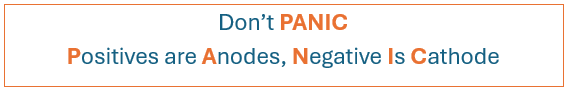 Don’t PANIC
Positives are Anodes, Negative Is Cathode